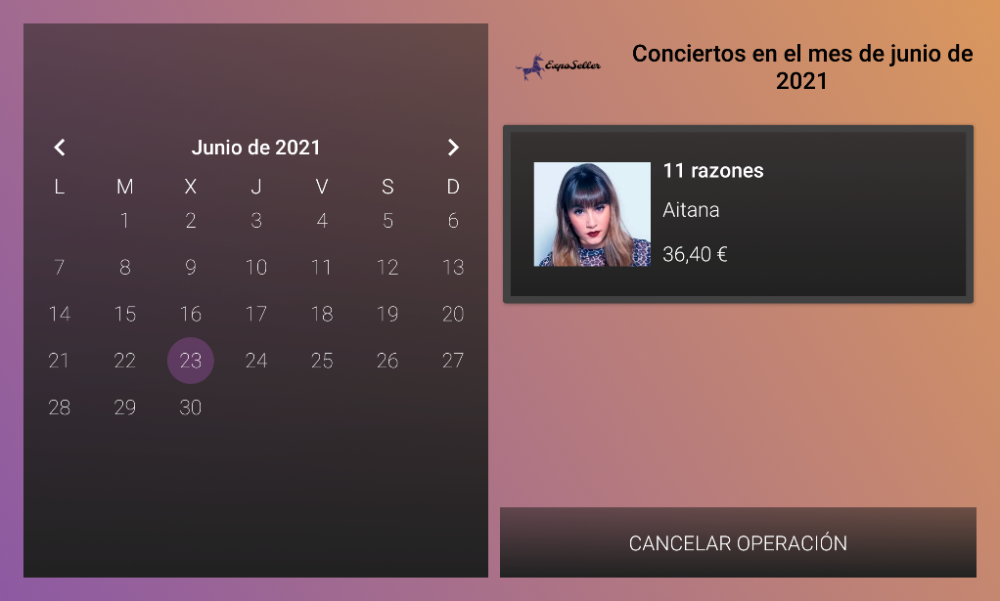 Junio de 2021
L M X J V S D
1 2 3 4 5 6
7 8 9 10 11 12 13
14 15 16 17 18 19 20
21 22 23 24 25 26 27
28 29 30
ExpoSeller
Conciertos en el mes de junio de
2021
11 razones
Aitana
36,40 €
CANCELAR OPERACIÓN